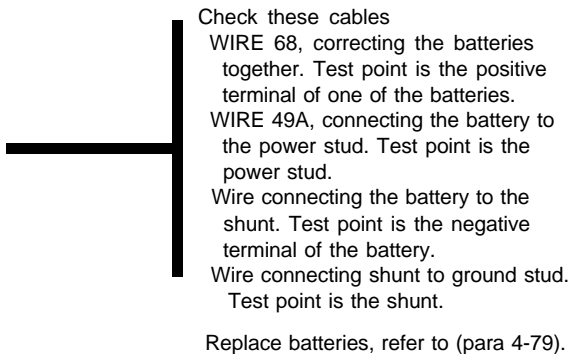 Check these cables
WIRE 68, correcting the batteries
together. Test point is the positive
terminal of one of the batteries.
WIRE 49A, connecting the battery to
the power stud. Test point is the
power stud.
Wire connecting the battery to the
shunt. Test point is the negative
terminal of the battery.
Wire connecting shunt to ground stud.
Test point is the shunt.
Replace batteries, refer to (para 4-79).